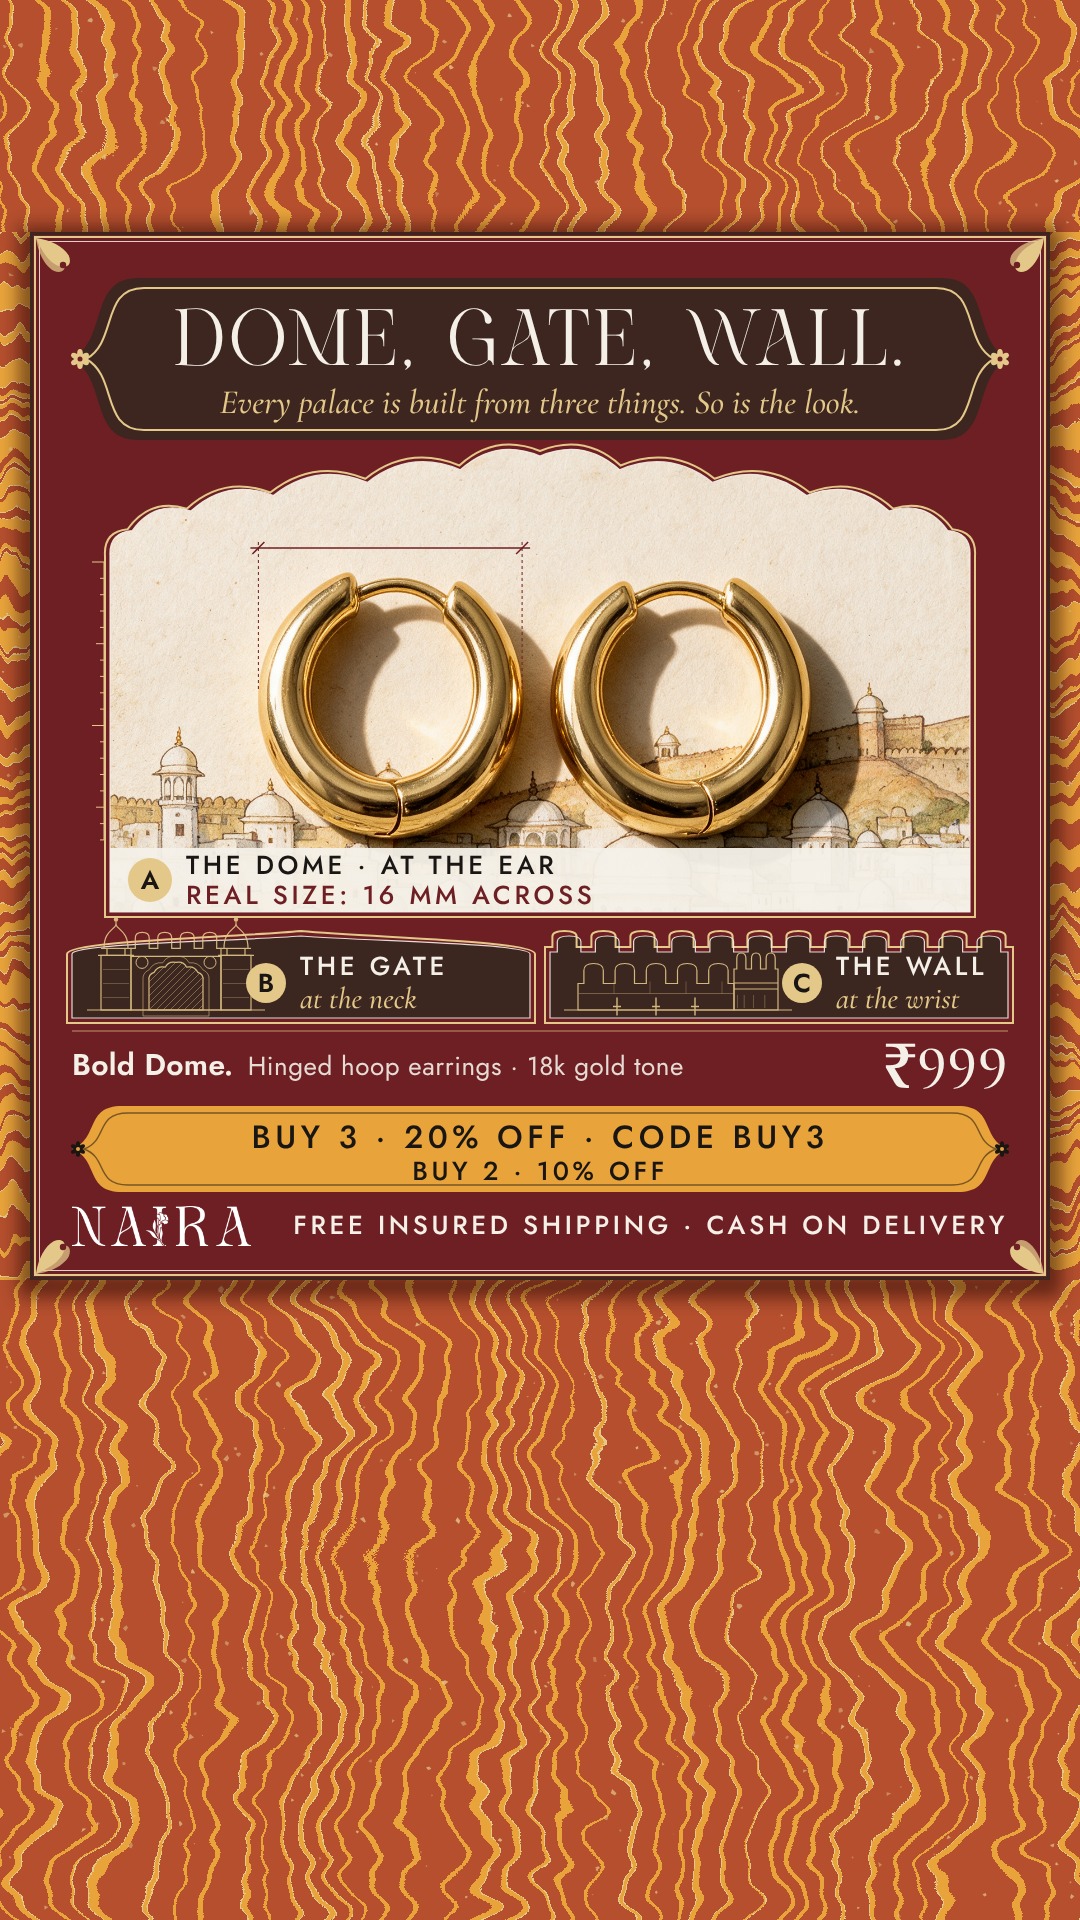 DOME, GATE, WALL.
Every palace is built from three things. So is the look.
A
THE DOME · AT THE EAR
REAL SIZE: 16 MM ACROSS
B
THE GATE
at the neck
C
THE WALL
at the wrist
Bold Dome. Hinged hoop earrings · 18k gold tone
₹999
BUY 3 · 20% OFF · CODE BUY3
BUY 2 · 10% OFF
NAIRA
FREE INSURED SHIPPING · CASH ON DELIVERY